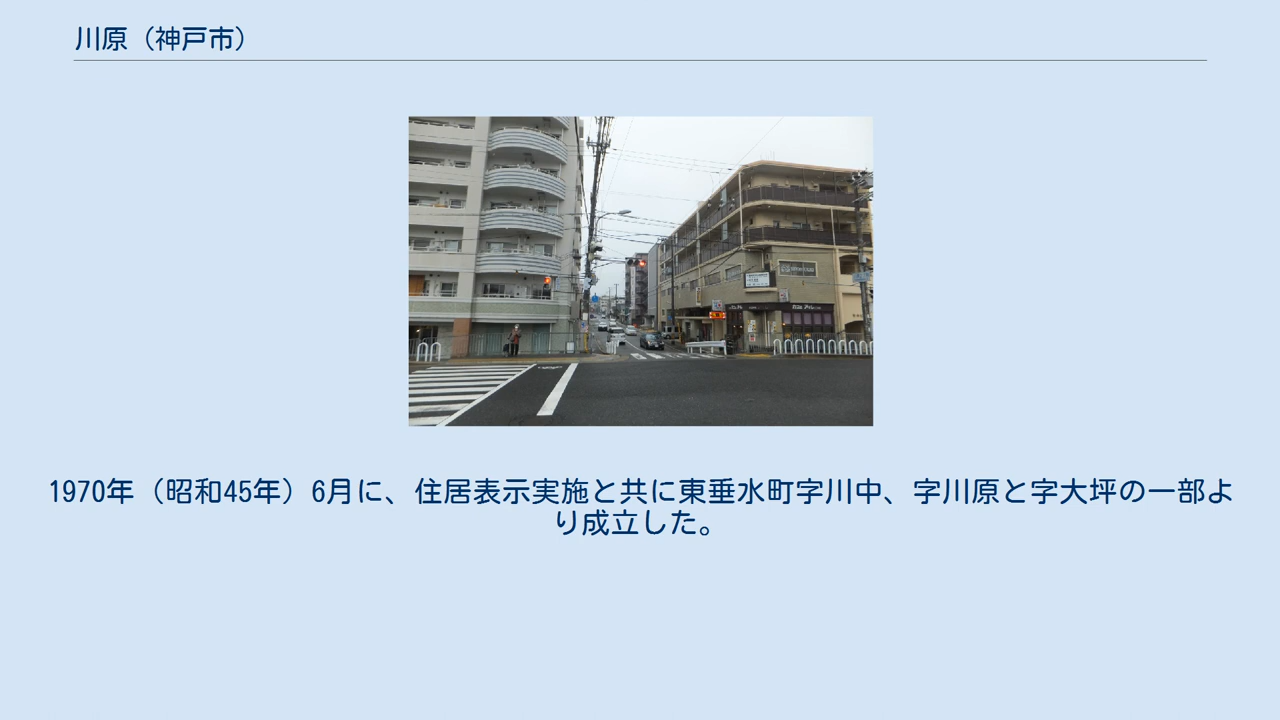 川原（神戸市）
1970年（昭和45年）6月に、住居表示実施と共に東垂水町字川中、字川原と字大坪の一部よ
り成立した。